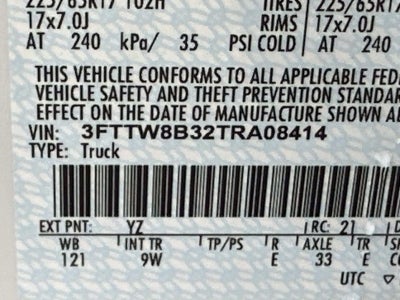 225/65R17 102H TIRES 225/65R17
17x7.0J RIMS 17x7.0J
AT 240 kPa/ 35 PSI COLD AT 240
THIS VEHICLE CONFORMS TO ALL APPLICABLE FED
VEHICLE SAFETY AND THEFT PREVENTION STANDAR
EFFECT ON THE DATE OF MANUFACTURE SHOWN A
VIN: 3FTTW8B32TRA08414
TYPE: Truck
EXT PNT: YZ RC: 21
WB INT TR TP/PS R AXLE TR S
121 9W E 33 E CO
UTC